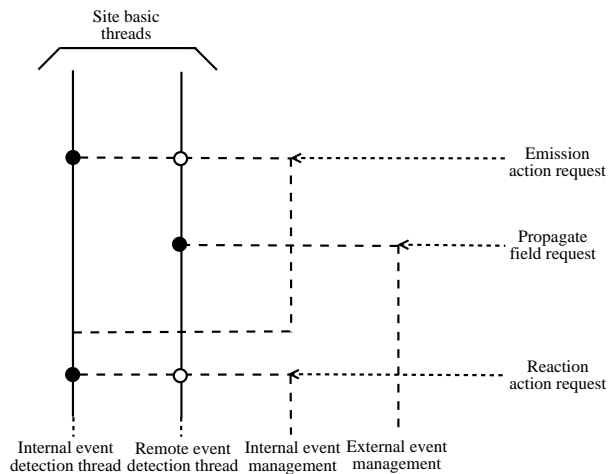 Site basic
threads
Emission
action request
Propagate
field request
Reaction
action request
Internal event
detection thread
Remote event
detection thread
Internal event
management
External event
management